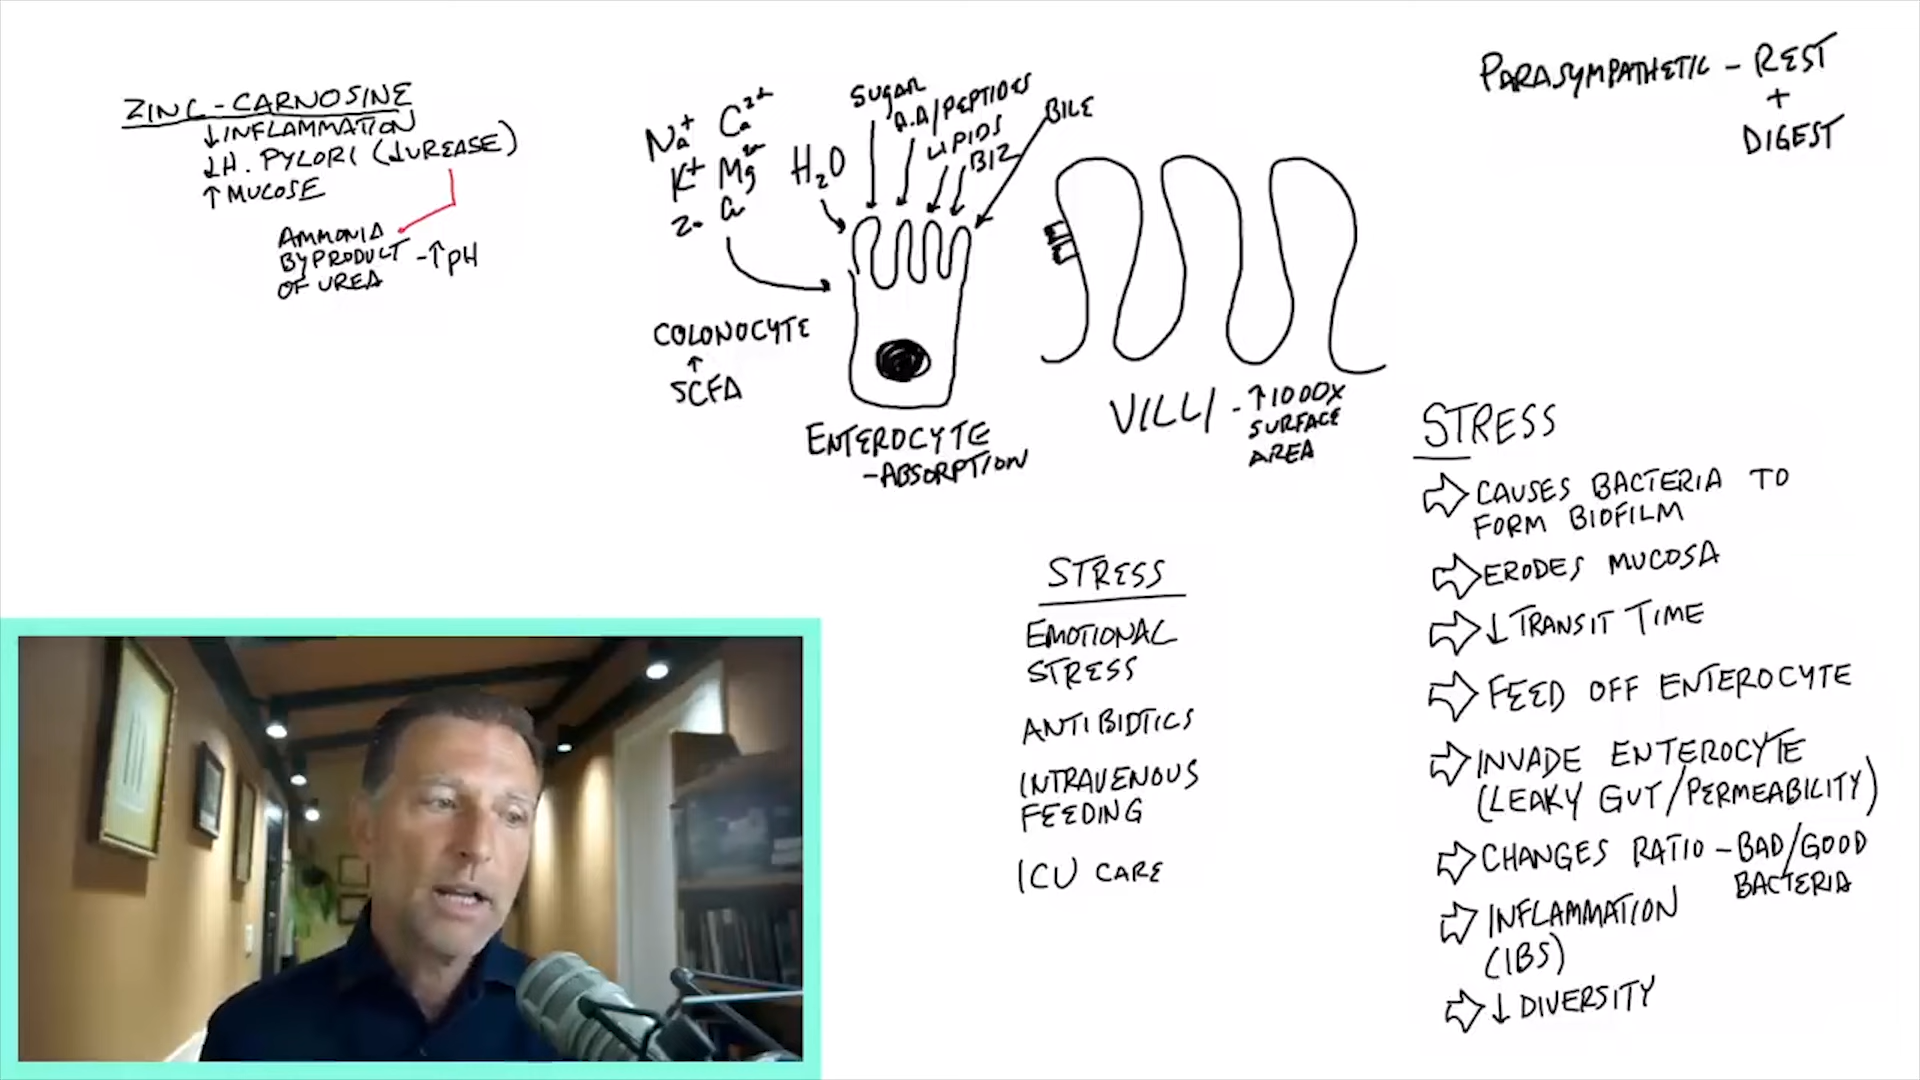 ZINC-CARNOSINE
↓INFLAMMATION
↓H. PYLORI (↓UREASE)
↑MUCOSE
AMMONIA
BYPRODUCT
OF UREA
-↑PH
Na+ Ca2+
K+ Mg2+
H2O
SUGAR
A.A/PEPTIDES
LIPIDS
B12
BILE
COLONOCYTE
↑
SCFA
ENTEROCYTE
-ABSORPTION
VILLI -↑1000X
SURFACE
AREA
PARASYMPATHETIC - REST
+
DIGEST
STRESS
EMOTIONAL
STRESS
ANTIBIOTICS
INTRAVENOUS
FEEDING
ICU CARE
STRESS
⇨ CAUSES BACTERIA TO
FORM BIOFILM
⇨ ERODES MUCOSA
⇨ ↓TRANSIT TIME
⇨ FEED OFF ENTEROCYTE
⇨ INVADE ENTEROCYTE
(LEAKY GUT/PERMEABILITY)
⇨ CHANGES RATIO - BAD/GOOD
BACTERIA
⇨ INFLAMMATION
(IBS)
⇨ ↓DIVERSITY